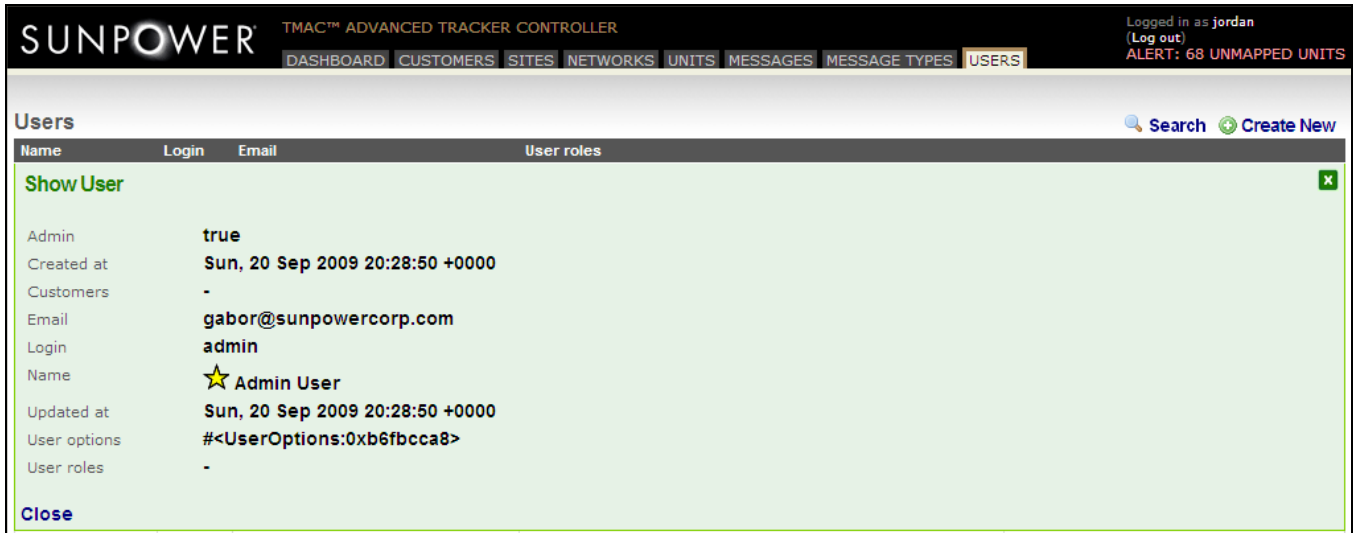 SUNPOWER
TMAC™ ADVANCED TRACKER CONTROLLER
Logged in as jordan
(Log out)
ALERT: 68 UNMAPPED UNITS
DASHBOARD CUSTOMERS SITES NETWORKS UNITS MESSAGES MESSAGE TYPES USERS
Users
Search Create New
Name Login Email User roles
Show User
x
Admin true
Created at Sun, 20 Sep 2009 20:28:50 +0000
Customers -
Email gabor@sunpowercorp.com
Login admin
Name Admin User
Updated at Sun, 20 Sep 2009 20:28:50 +0000
User options #<UserOptions:0xb6fbcca8>
User roles -
Close